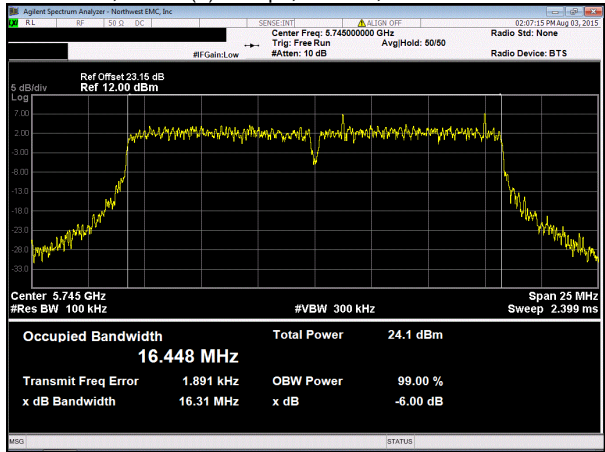 Agilent Spectrum Analyzer - Northwest EMC, Inc
RL RF 50 Ω DC SENSE:INT ALIGN OFF 02:07:15 PM Aug 03, 2015
Center Freq: 5.745000000 GHz Radio Std: None
Trig: Free Run Avg|Hold: 50/50
#IFGain:Low #Atten: 10 dB Radio Device: BTS
Ref Offset 23.15 dB
5 dB/div Ref 12.00 dBm
Log
7.00
2.00
-3.00
-8.00
-13.0
-18.0
-23.0
-28.0
-33.0
Center 5.745 GHz Span 25 MHz
#Res BW 100 kHz #VBW 300 kHz Sweep 2.399 ms
Occupied Bandwidth Total Power 24.1 dBm
16.448 MHz
Transmit Freq Error 1.891 kHz OBW Power 99.00 %
x dB Bandwidth 16.31 MHz x dB -6.00 dB
MSG STATUS